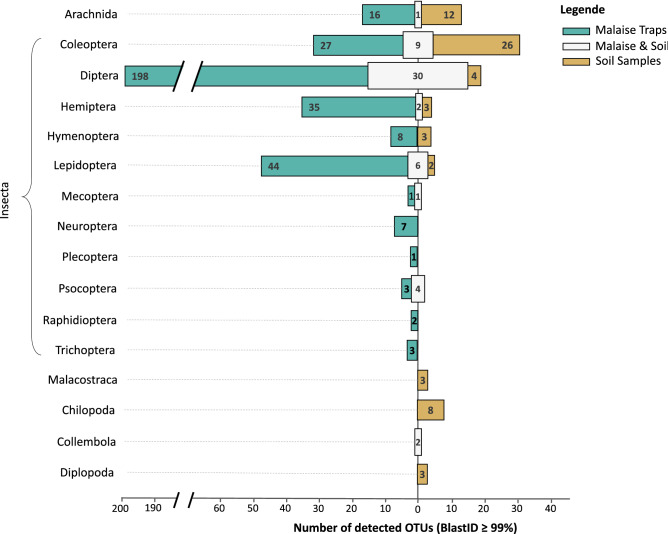 Legende
Malaise Traps
Malaise & Soil
Soil Samples
Insecta
Arachnida 16 1 12
Coleoptera 27 9 26
Diptera 198 30 4
Hemiptera 35 2 3
Hymenoptera 8 3
Lepidoptera 44 6 2
Mecoptera 1 1
Neuroptera 7
Plecoptera 1
Psocoptera 3 4
Raphidioptera 2
Trichoptera 3
Malacostraca 3
Chilopoda 8
Collembola 2
Diplopoda 3
200 190 60 50 40 30 20 10 0 10 20 30 40
Number of detected OTUs (BlastID ≥ 99%)